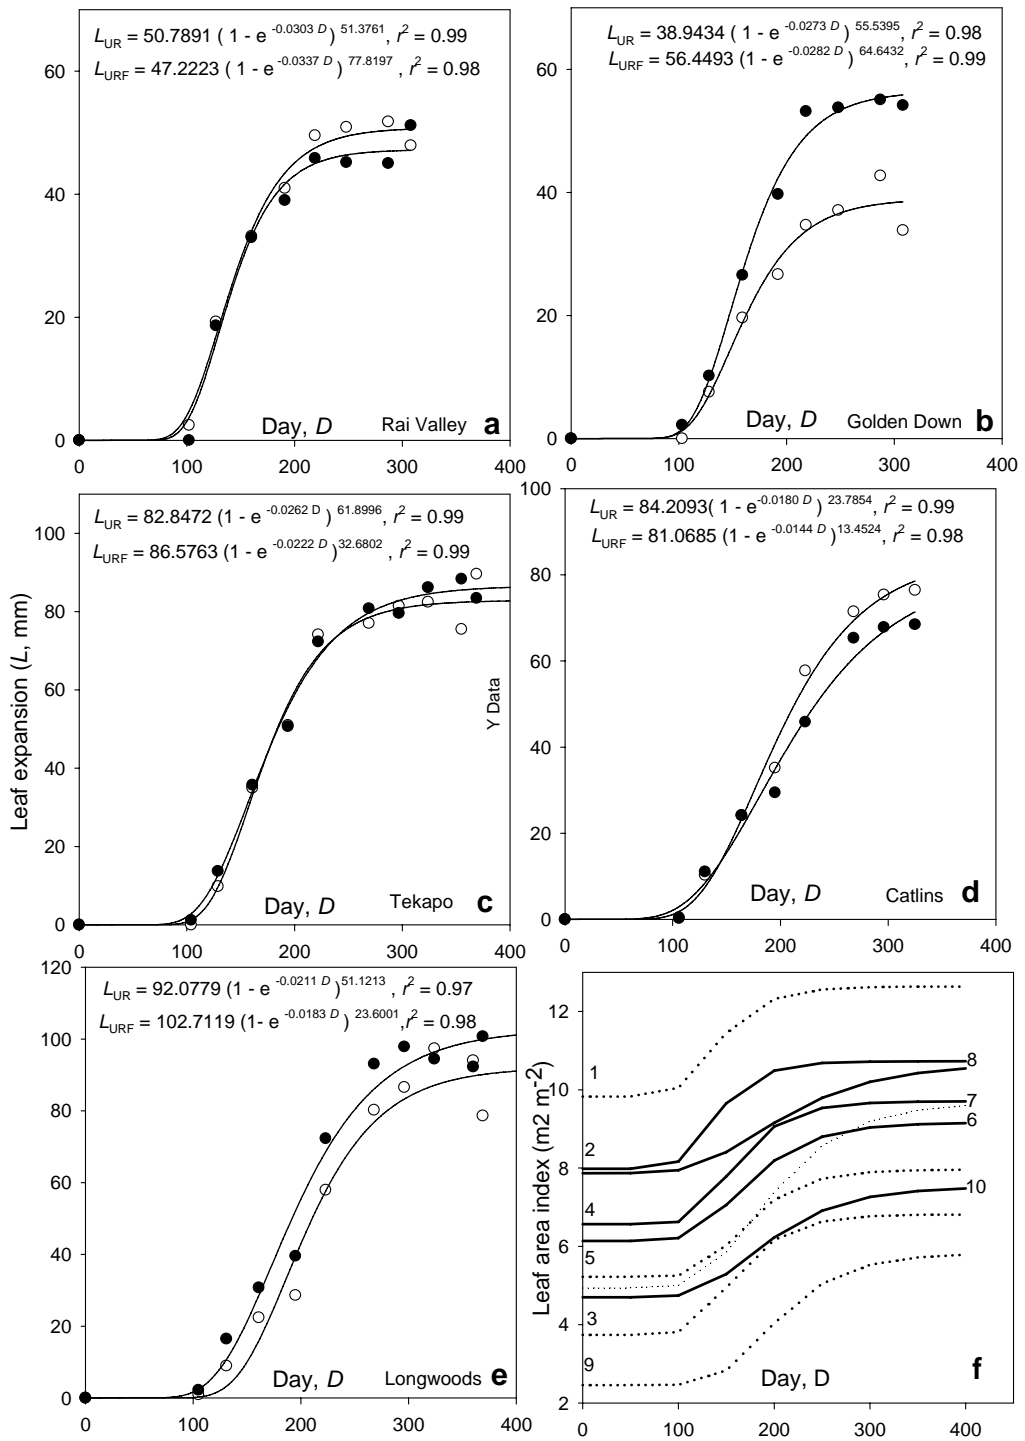 L_UR = 50.7891 ( 1 - e^-0.0303 D )^51.3761, r² = 0.99
L_URF = 47.2223 ( 1 - e^-0.0337 D )^77.8197, r² = 0.98
60
40
20
0
Day, D Rai Valley a
0 100 200 300 400
L_UR = 38.9434 ( 1 - e^-0.0273 D )^55.5395, r² = 0.98
L_URF = 56.4493 (1 - e^-0.0282 D )^64.6432, r² = 0.99
60
40
20
0
Day, D Golden Down b
0 100 200 300 400
Leaf expansion (L, mm)
L_UR = 82.8472 (1 - e^-0.0262 D )^61.8996, r² = 0.99
L_URF = 86.5763 (1 - e^-0.0222 D )^32.6802, r² = 0.99
100
80
60
40
20
0
Day, D Tekapo c
0 100 200 300 400
Y Data
L_UR = 84.2093( 1 - e^-0.0180 D )^23.7854, r² = 0.99
L_URF = 81.0685 (1 - e^-0.0144 D )^13.4524, r² = 0.98
100
80
60
40
20
0
Day, D Catlins d
0 100 200 300 400
L_UR = 92.0779 (1 - e^-0.0211 D )^51.1213, r² = 0.97
L_URF = 102.7119 (1- e^-0.0183 D )^23.6001,r² = 0.98
120
100
80
60
40
20
0
Day, D Longwoods e
0 100 200 300 400
Leaf area index (m2 m^-2)
12
10
8
6
4
2
1
8
7
6
2
10
4
5
3
9
Day, D f
0 100 200 300 400